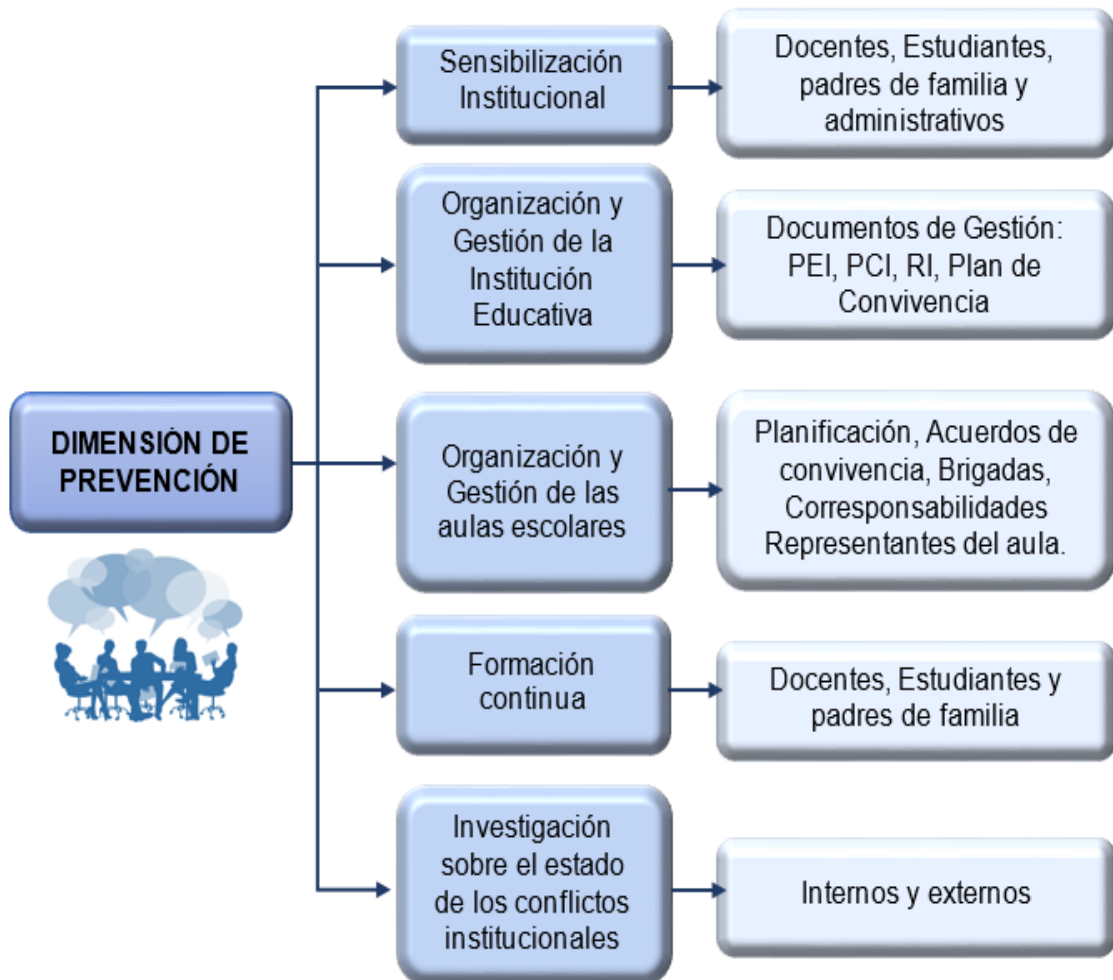 DIMENSIÓN DE
PREVENCIÓN
Sensibilización
Institucional
Docentes, Estudiantes,
padres de familia y
administrativos
Organización y
Gestión de la
Institución
Educativa
Documentos de Gestión:
PEI, PCI, RI, Plan de
Convivencia
Organización y
Gestión de las
aulas escolares
Planificación, Acuerdos de
convivencia, Brigadas,
Corresponsabilidades
Representantes del aula.
Formación
continua
Docentes, Estudiantes y
padres de familia
Investigación
sobre el estado
de los conflictos
institucionales
Internos y externos